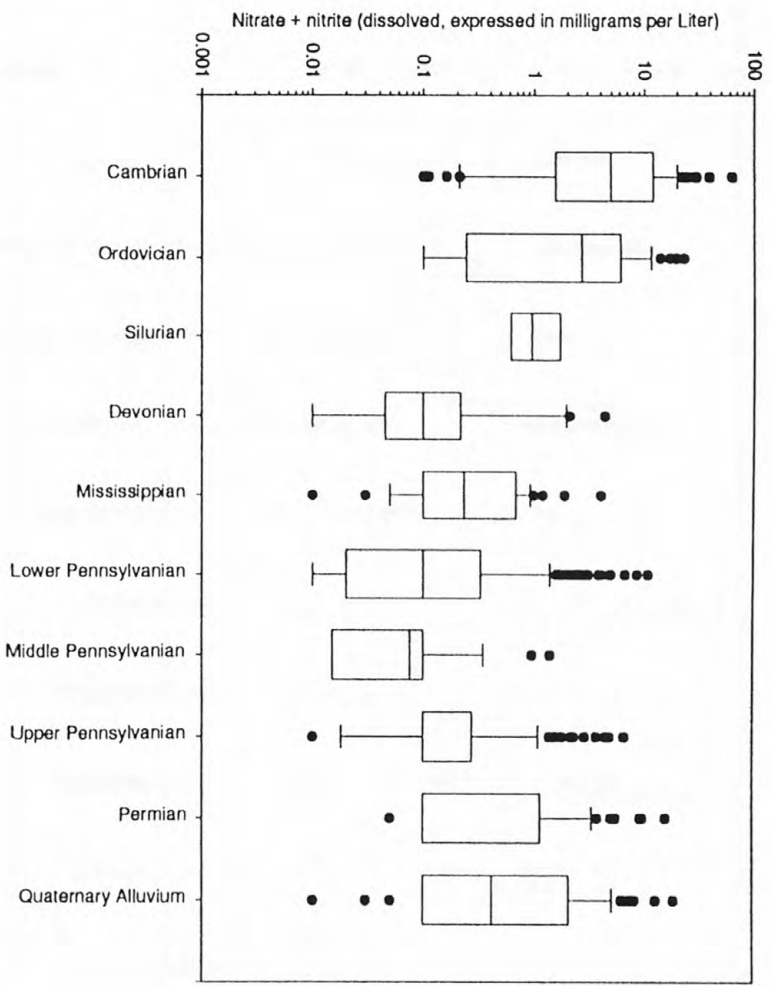 Nitrate + nitrite (dissolved, expressed in milligrams per Liter)
0.001
0.01
0.1
1
10
100
Cambrian
Ordovician
Silurian
Devonian
Mississippian
Lower Pennsylvanian
Middle Pennsylvanian
Upper Pennsylvanian
Permian
Quaternary Alluvium